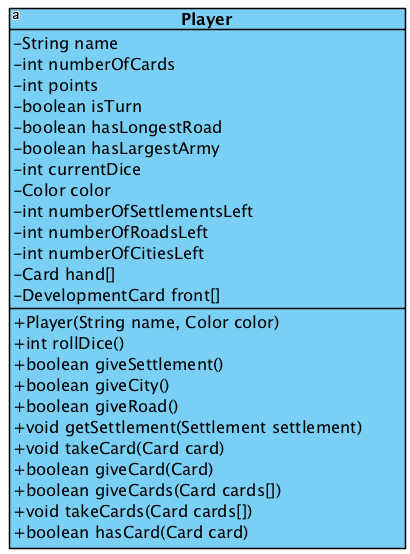 a
Player
-String name
-int numberOfCards
-int points
-boolean isTurn
-boolean hasLongestRoad
-boolean hasLargestArmy
-int currentDice
-Color color
-int numberOfSettlementsLeft
-int numberOfRoadsLeft
-int numberOfCitiesLeft
-Card hand[]
-DevelopmentCard front[]
+Player(String name, Color color)
+int rollDice()
+boolean giveSettlement()
+boolean giveCity()
+boolean giveRoad()
+void getSettlement(Settlement settlement)
+void takeCard(Card card)
+boolean giveCard(Card)
+boolean giveCards(Card cards[])
+void takeCards(Card cards[])
+boolean hasCard(Card card)